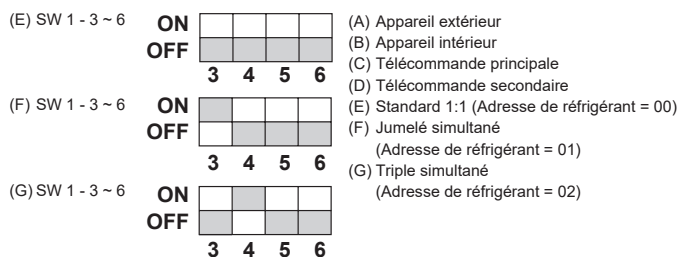 (E) SW 1 - 3 ~ 6
ON
OFF
3 4 5 6
(F) SW 1 - 3 ~ 6
ON
OFF
3 4 5 6
(G) SW 1 - 3 ~ 6
ON
OFF
3 4 5 6
(A) Appareil extérieur
(B) Appareil intérieur
(C) Télécommande principale
(D) Télécommande secondaire
(E) Standard 1:1 (Adresse de réfrigérant = 00)
(F) Jumelé simultané
(Adresse de réfrigérant = 01)
(G) Triple simultané
(Adresse de réfrigérant = 02)